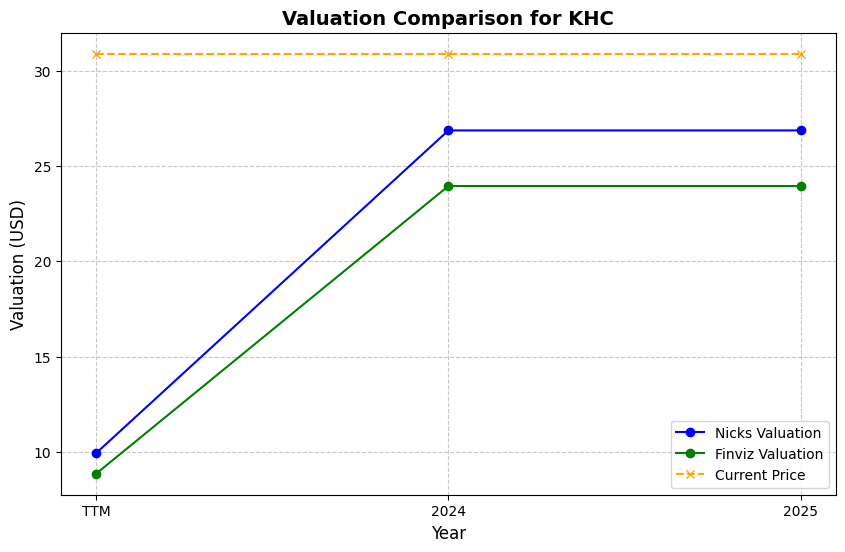 Valuation Comparison for KHC
Valuation (USD)
30
25
20
15
10
TTM
2024
2025
Year
Nicks Valuation
Finviz Valuation
Current Price